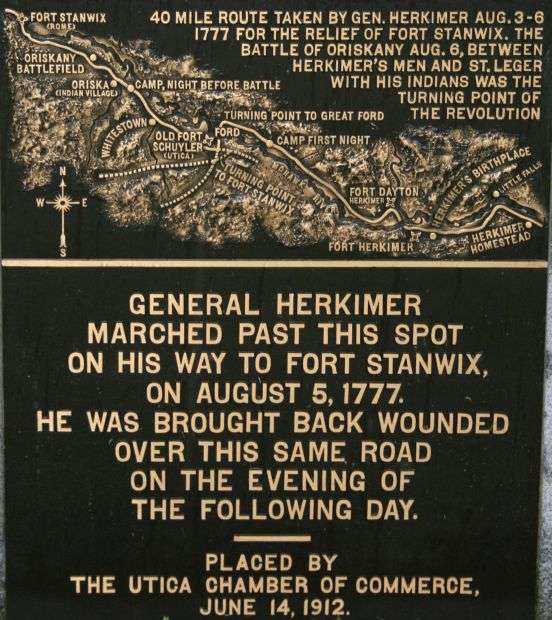 40 MILE ROUTE TAKEN BY GEN. HERKIMER AUG. 3-6
1777 FOR THE RELIEF OF FORT STANWIX. THE
BATTLE OF ORISKANY AUG. 6, BETWEEN
HERKIMER'S MEN AND ST. LEGER
WITH HIS INDIANS WAS THE
TURNING POINT OF
THE REVOLUTION
FORT STANWIX
(ROME)
ORISKANY
BATTLEFIELD
ORISKA
(INDIAN VILLAGE)
CAMP, NIGHT BEFORE BATTLE
WHITESTOWN
OLD FORT
SCHUYLER
(UTICA)
TURNING POINT TO GREAT FORD
FORD
CAMP FIRST NIGHT
TURNING POINT
TO FORT STANWIX
FORT DAYTON
HERKIMER
HERKIMER'S BIRTHPLACE
LITTLE FALLS
FORT HERKIMER
HERKIMER
HOMESTEAD
N
W E
S
GENERAL HERKIMER
MARCHED PAST THIS SPOT
ON HIS WAY TO FORT STANWIX,
ON AUGUST 5, 1777.
HE WAS BROUGHT BACK WOUNDED
OVER THIS SAME ROAD
ON THE EVENING OF
THE FOLLOWING DAY.
PLACED BY
THE UTICA CHAMBER OF COMMERCE,
JUNE 14, 1912.